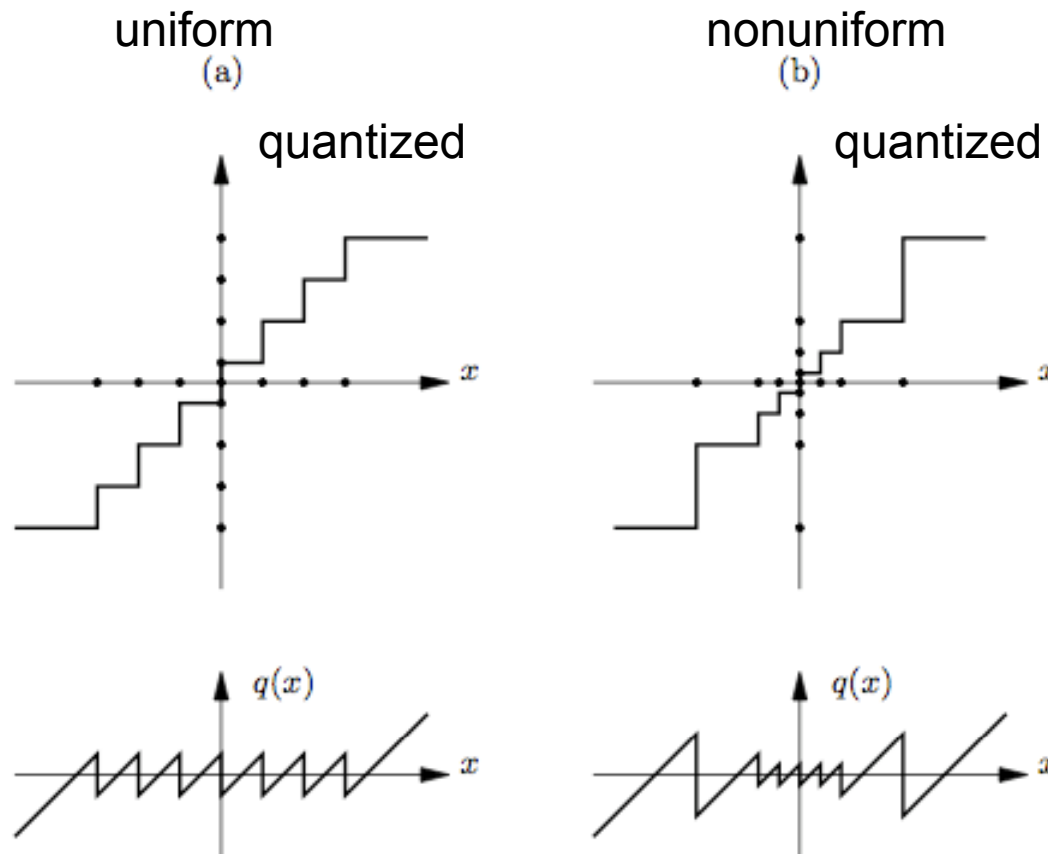 uniform
(a)
quantized
x
q(x)
x
nonuniform
(b)
quantized
x
q(x)
x